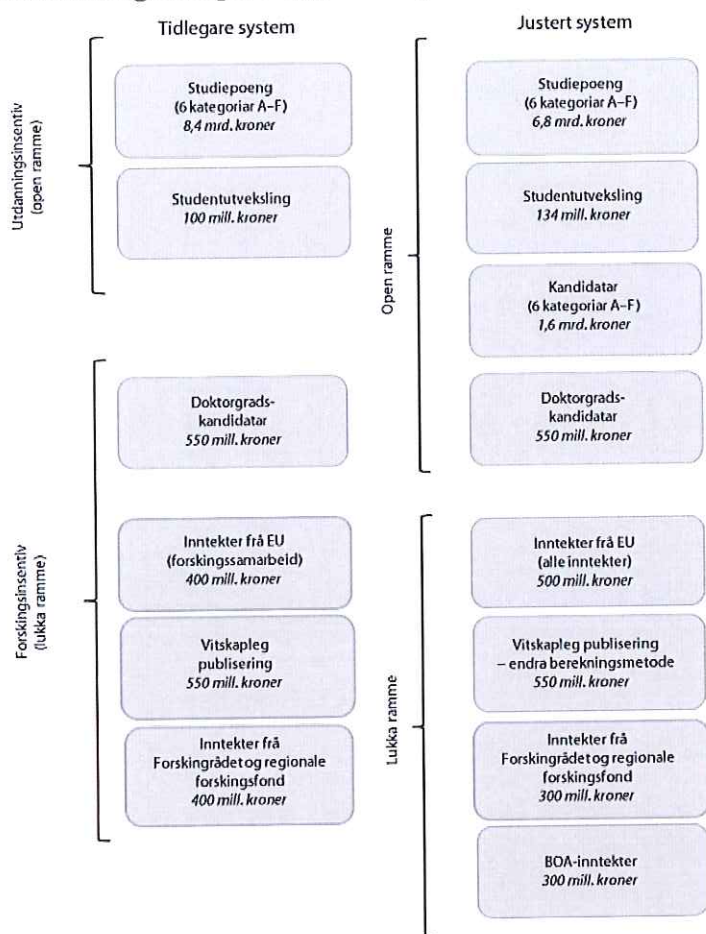 Tidlegare system
Utdanningsinsentiv
(open ramme)
Studiepoeng
(6 kategoriar A–F)
8,4 mrd. kroner
Studentutveksling
100 mill. kroner
Forskingsinsentiv
(lukka ramme)
Doktorgrads-
kandidatar
550 mill. kroner
Inntekter frå EU
(forskingssamarbeid)
400 mill. kroner
Vitskapleg
publisering
550 mill. kroner
Inntekter frå
Forskingrådet og regionale
forskingsfond
400 mill. kroner
Justert system
Open ramme
Studiepoeng
(6 kategoriar A–F)
6,8 mrd. kroner
Studentutveksling
134 mill. kroner
Kandidatar
(6 kategoriar A–F)
1,6 mrd. kroner
Doktorgrads-
kandidatar
550 mill. kroner
Lukka ramme
Inntekter frå EU
(alle inntekter)
500 mill. kroner
Vitskapleg publisering
– endra berekningsmetode
550 mill. kroner
Inntekter frå
Forskingrådet og regionale
forskingsfond
300 mill. kroner
BOA-inntekter
300 mill. kroner